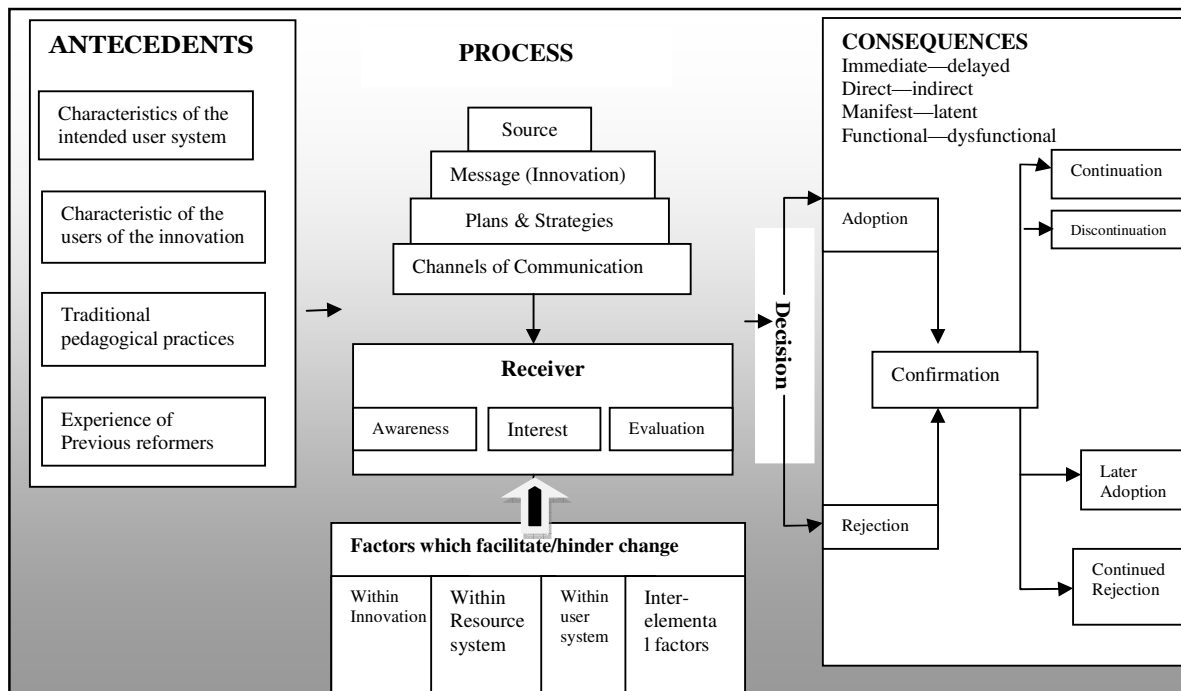 ANTECEDENTS
Characteristics of the
intended user system
Characteristic of the
users of the innovation
Traditional
pedagogical practices
Experience of
Previous reformers
PROCESS
Source
Message (Innovation)
Plans & Strategies
Channels of Communication
Receiver
Awareness
Interest
Evaluation
Factors which facilitate/hinder change
Within
Innovation
Within
Resource
system
Within
user
system
Inter-
elementa
l factors
Decision
CONSEQUENCES
Immediate—delayed
Direct—indirect
Manifest—latent
Functional—dysfunctional
Adoption
Rejection
Confirmation
Continuation
Discontinuation
Later
Adoption
Continued
Rejection